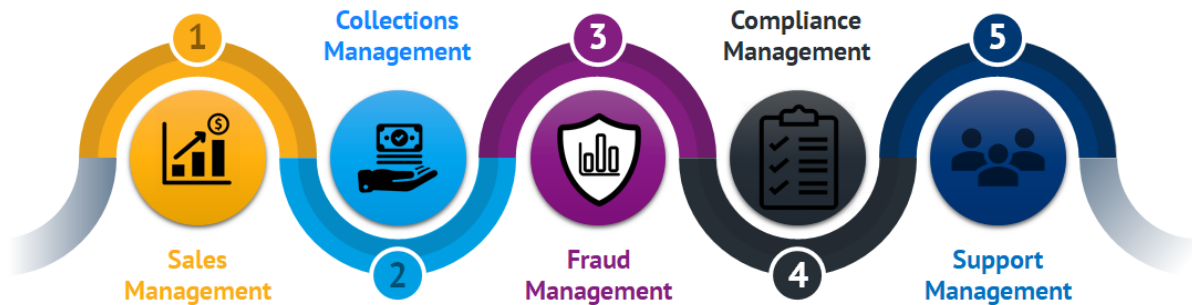 1
Sales
Management
$
Collections
Management
2
3
Fraud
Management
Compliance
Management
4
5
Support
Management